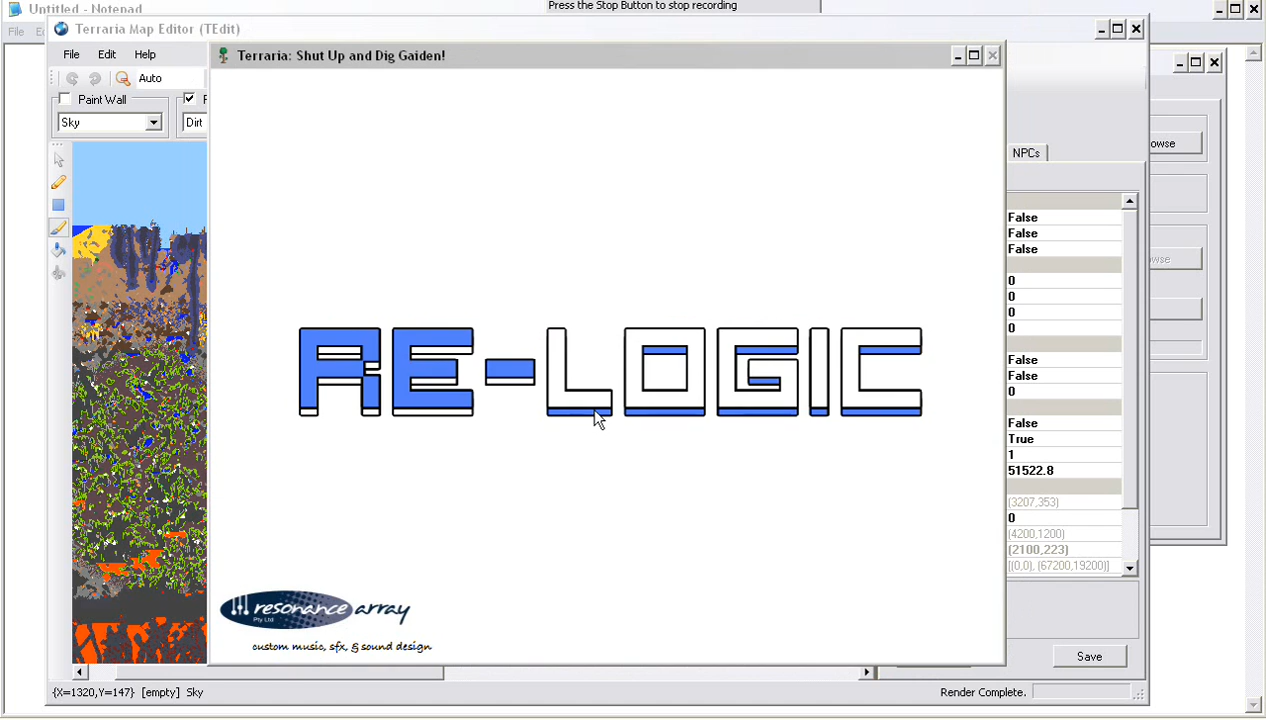 Untitled - Notepad
Press the Stop Button to stop recording
Terraria Map Editor (TEdit)
File Edit Help
Terraria: Shut Up and Dig Gaiden!
Auto
Paint Wall
Sky
Dirt
NPCs
owse
False
False
False
0
0
0
0
False
False
0
False
True
1
51522.8
(3207,353)
0
(4200,1200)
(2100,223)
[(0,0), (67200,19200)]
RE-LOGIC
resonance array
Pty Ltd
custom music, sfx, & sound design
Save
{X=1320,Y=147} [empty] Sky
Render Complete.